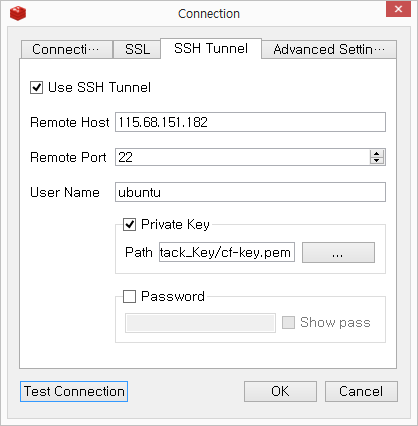 Connection
Connecti⋯
SSL
SSH Tunnel
Advanced Settin⋯
Use SSH Tunnel
Remote Host 115.68.151.182
Remote Port 22
User Name ubuntu
Private Key
Path tack_Key/cf-key.pem ...
Password
Show pass
Test Connection
OK
Cancel